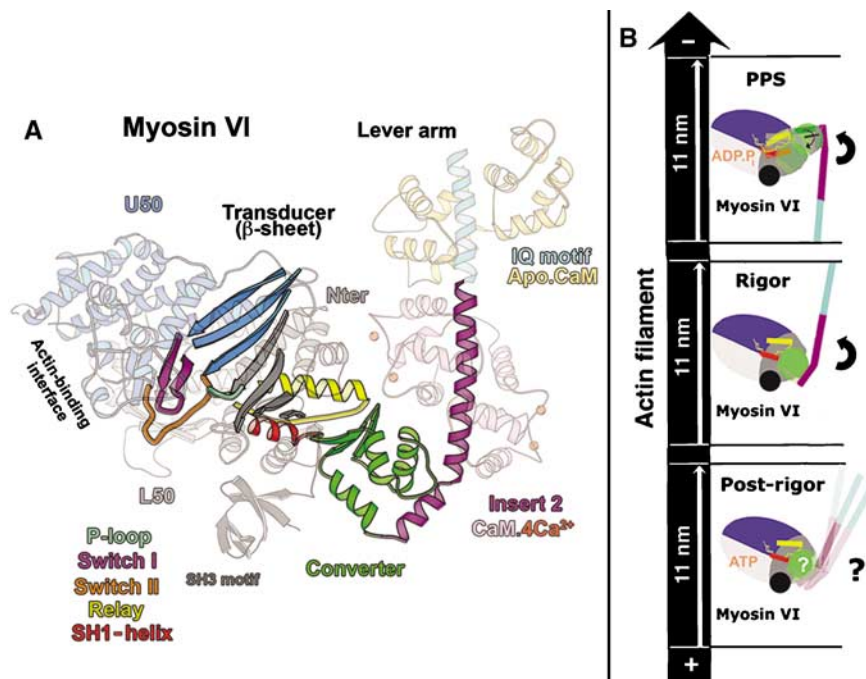 A
Myosin VI
Lever arm
U50
Transducer
(β-sheet)
Nter
IQ motif
Apo.CaM
Actin-binding
interface
L50
P-loop
Switch I
Switch II
Relay
SH1-helix
SH3 motif
Converter
Insert 2
CaM.4Ca²⁺
B
Actin filament
–
11 nm
PPS
ADP.Pi
Myosin VI
11 nm
Rigor
Myosin VI
11 nm
Post-rigor
ATP
?
?
Myosin VI
+